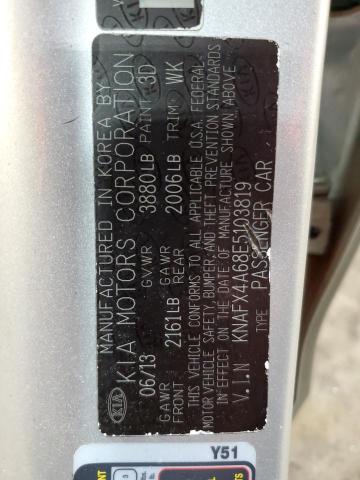 MANUFACTURED IN KOREA BY
KIA KIA MOTORS CORPORATION
06/13 GVWR 3880LB PAINT 3D
GAWR FRONT 2161LB GAWR REAR 2006LB TRIM WK
THIS VEHICLE CONFORMS TO ALL APPLICABLE U.S.A. FEDERAL
MOTOR VEHICLE SAFETY, BUMPER, AND THEFT PREVENTION STANDARDS
IN EFFECT ON THE DATE OF MANUFACTURE SHOWN ABOVE
V.I.N KNAFX4A68E5103819
TYPE PASSENGER CAR
Y51